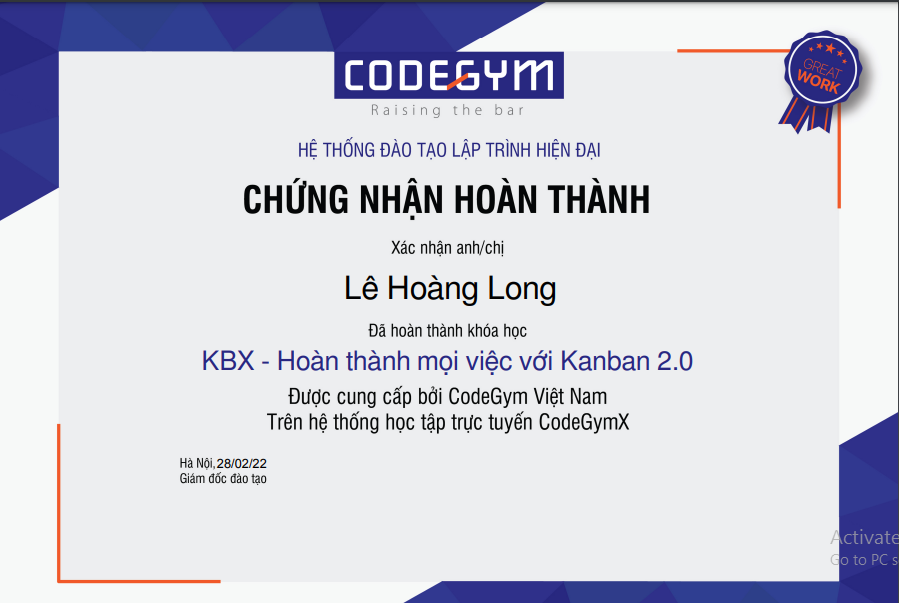 CODEGYM
Raising the bar
GREAT
WORK
HỆ THỐNG ĐÀO TẠO LẬP TRÌNH HIỆN ĐẠI
CHỨNG NHẬN HOÀN THÀNH
Xác nhận anh/chị
Lê Hoàng Long
Đã hoàn thành khóa học
KBX - Hoàn thành mọi việc với Kanban 2.0
Được cung cấp bởi CodeGym Việt Nam
Trên hệ thống học tập trực tuyến CodeGymX
Hà Nội, 28/02/22
Giám đốc đào tạo
Activate
Go to PC s